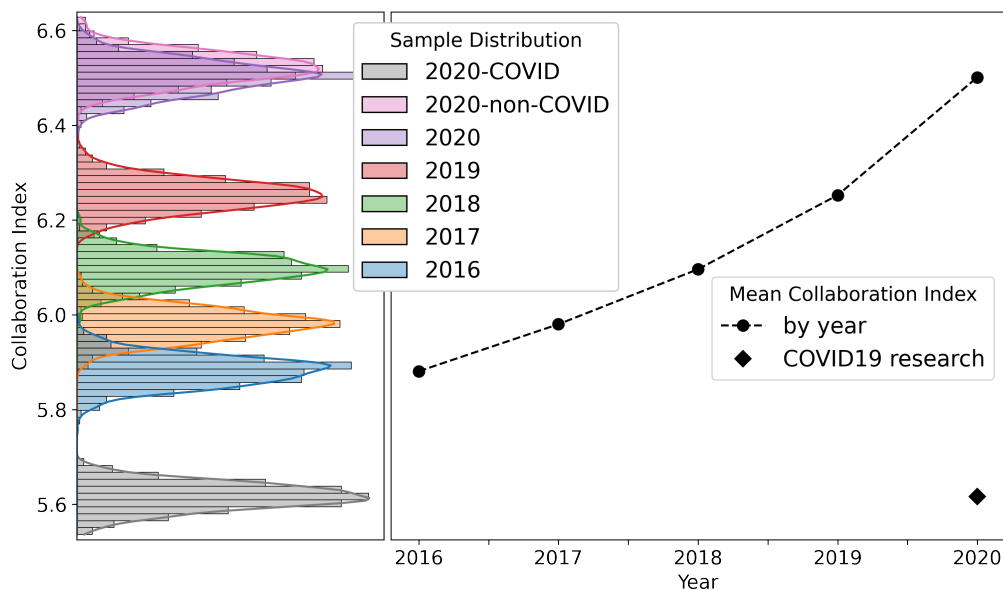 Collaboration Index
6.6
6.4
6.2
6.0
5.8
5.6
Sample Distribution
2020-COVID
2020-non-COVID
2020
2019
2018
2017
2016
Mean Collaboration Index
by year
COVID19 research
2016
2017
2018
2019
2020
Year